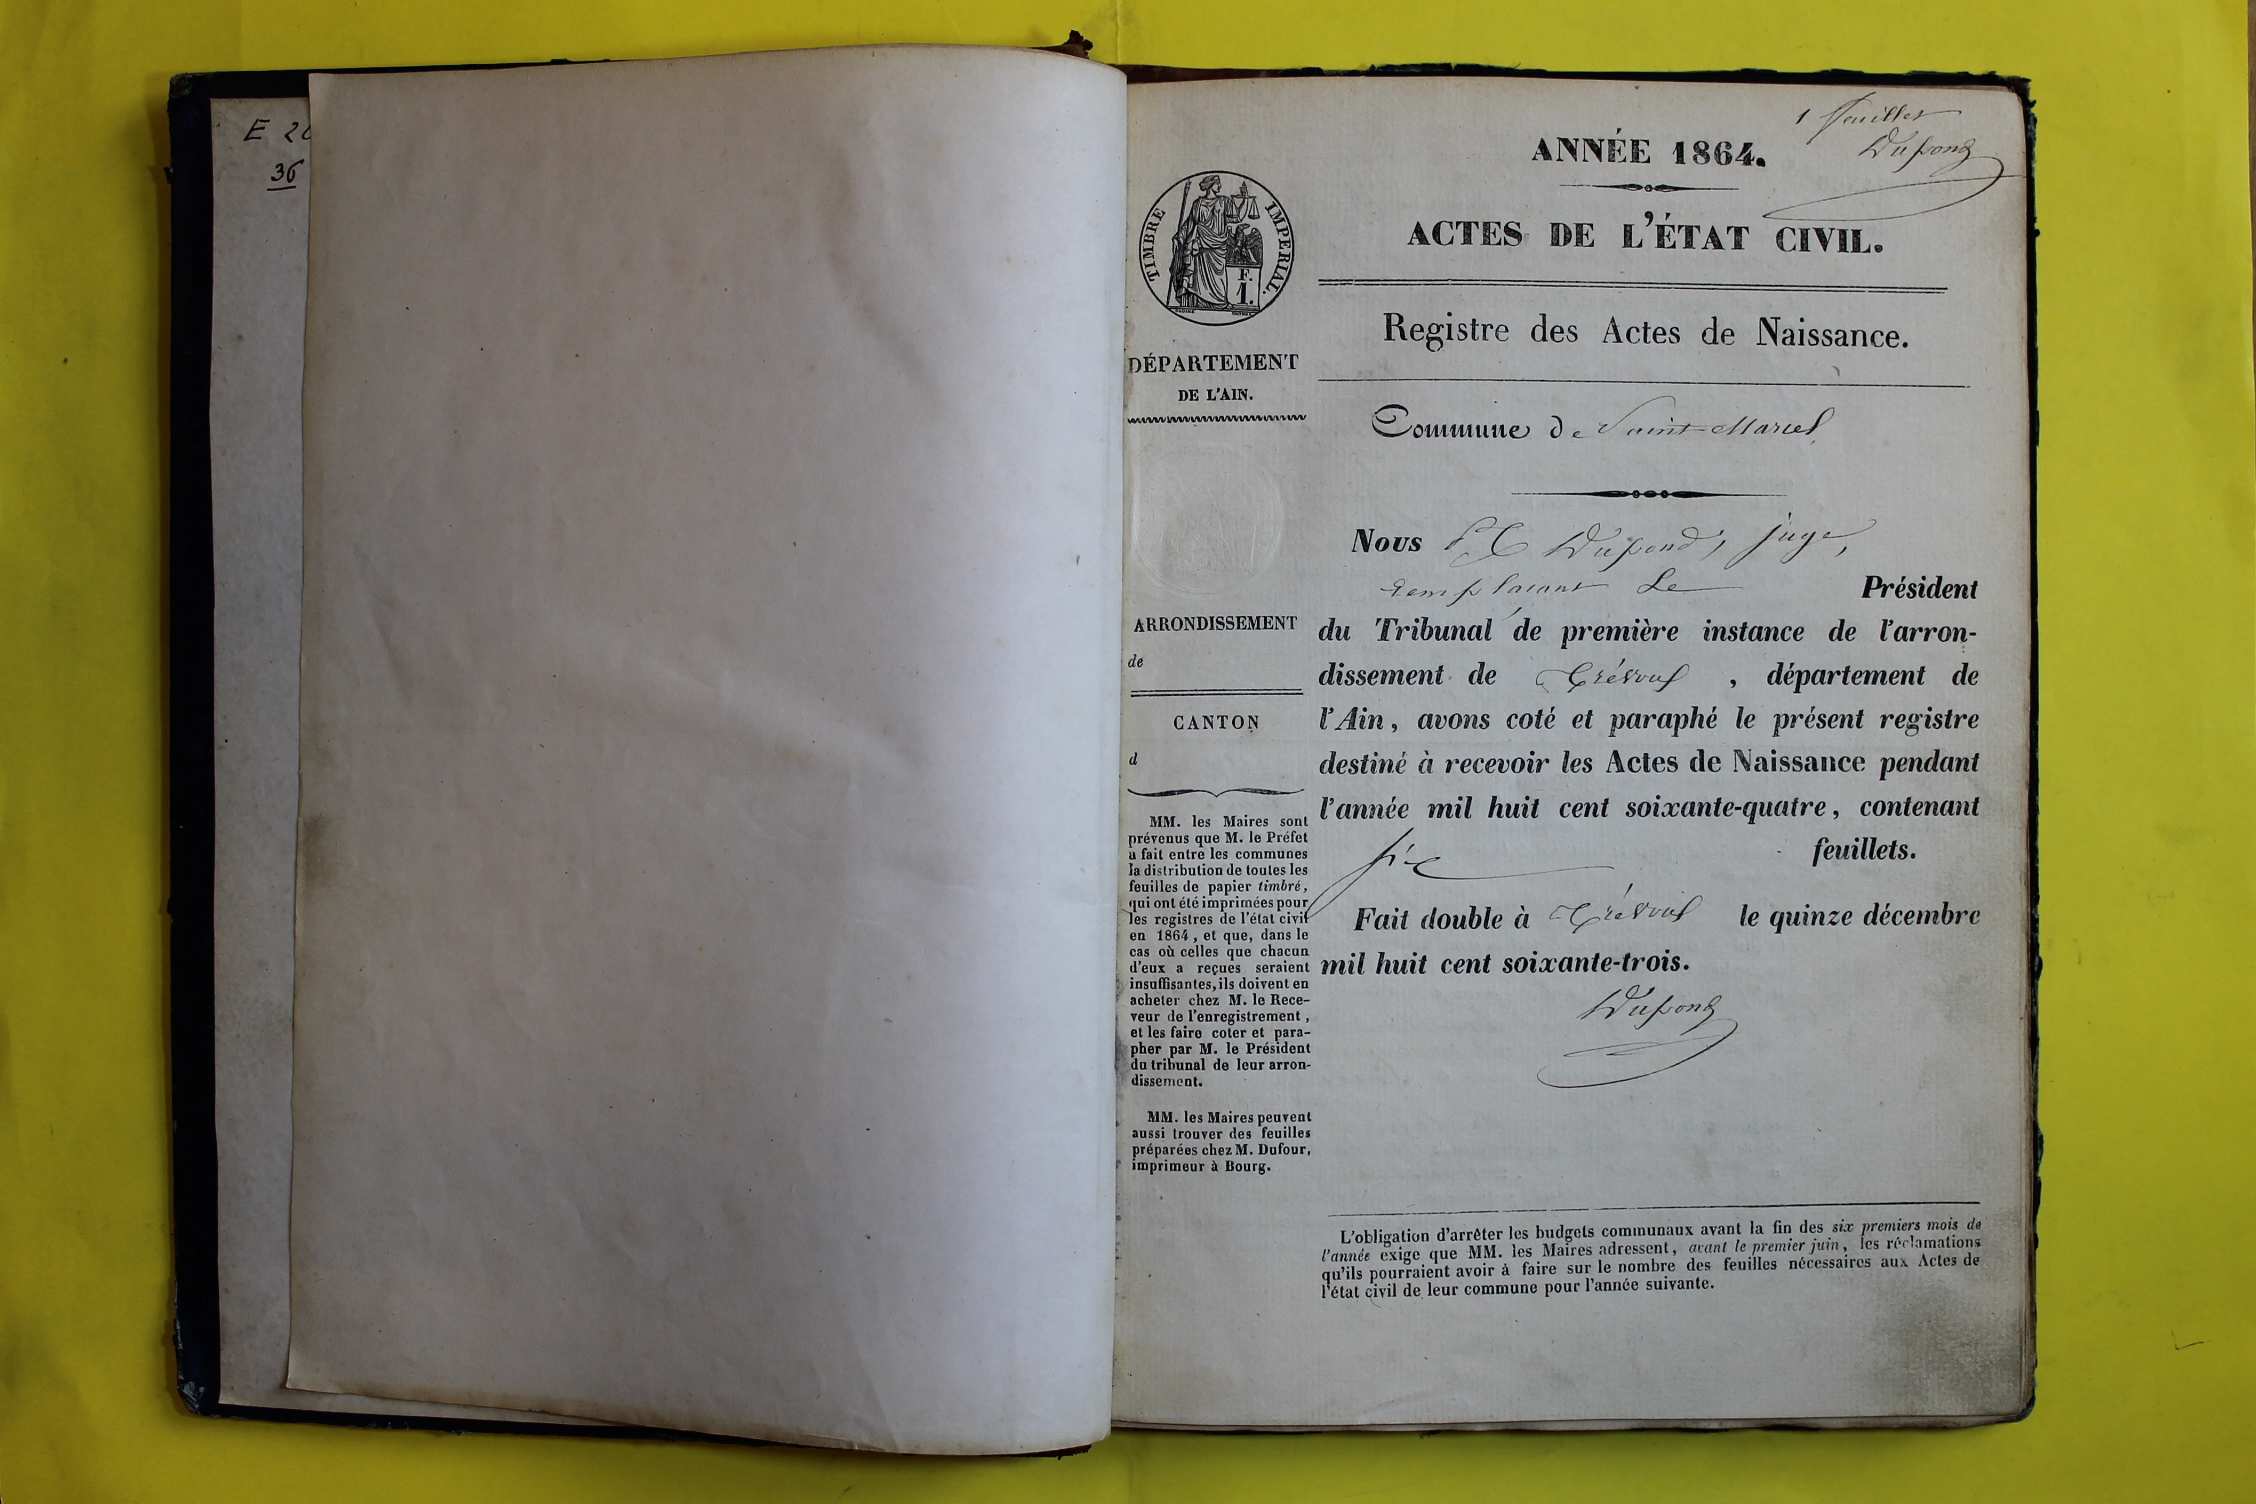 E 2
36
1 feuillet
Dupond
ANNÉE 1864.
ACTES DE L'ÉTAT CIVIL.
Registre des Actes de Naissance.
TIMBRE IMPERIAL.
F.
1.
DÉPARTEMENT
DE L'AIN.
ARRONDISSEMENT
de
CANTON
d
MM. les Maires sont
prévenus que M. le Préfet
a fait entre les communes
la distribution de toutes les
feuilles de papier timbré,
qui ont été imprimées pour
les registres de l'état civil
en 1864, et que, dans le
cas où celles que chacun
d'eux a reçues seraient
insuffisantes, ils doivent en
acheter chez M. le Rece-
veur de l'enregistrement,
et les faire coter et para-
pher par M. le Président
du tribunal de leur arron-
dissement.
MM. les Maires peuvent
aussi trouver des feuilles
préparées chez M. Dufour,
imprimeur à Bourg.
Commune de Saint-Marcel
Nous Dupond, juge,
remplaçant Le Président
du Tribunal de première instance de l'arron-
dissement de Trévoux, département de
l'Ain, avons coté et paraphé le présent registre
destiné à recevoir les Actes de Naissance pendant
l'année mil huit cent soixante-quatre, contenant
six feuillets.
Fait double à Trévoux le quinze décembre
mil huit cent soixante-trois.
Dupond
L'obligation d'arrêter les budgets communaux avant la fin des six premiers mois de
l'année exige que MM. les Maires adressent, avant le premier juin, les réclamations
qu'ils pourraient avoir à faire sur le nombre des feuilles nécessaires aux Actes de
l'état civil de leur commune pour l'année suivante.